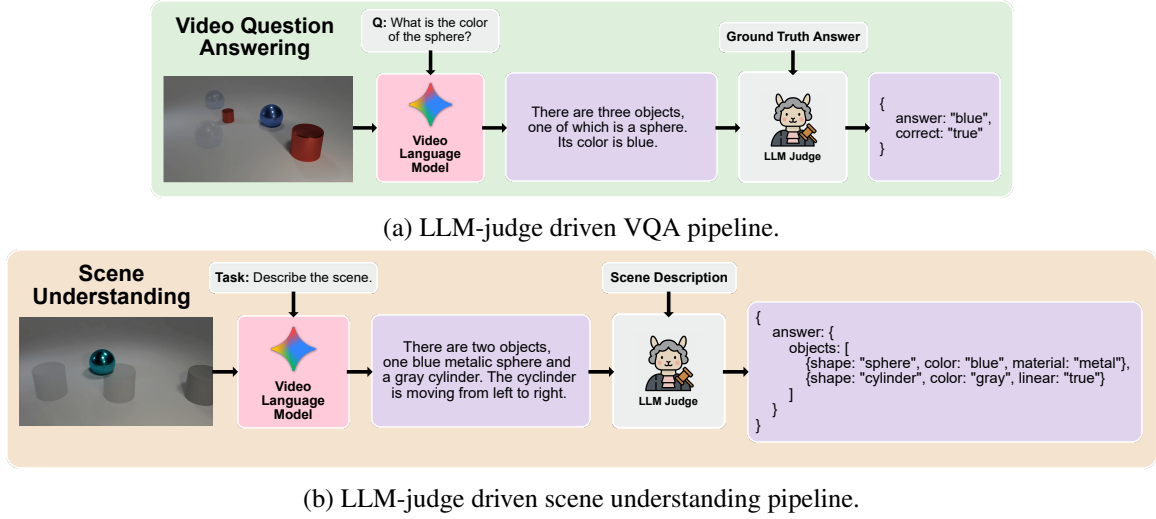 Video Question
Answering
Q: What is the color
of the sphere?
Ground Truth Answer
Video
Language
Model
There are three objects,
one of which is a sphere.
Its color is blue.
LLM Judge
{
answer: "blue",
correct: "true"
}
(a) LLM-judge driven VQA pipeline.
Scene
Understanding
Task: Describe the scene.
Scene Description
Video
Language
Model
There are two objects,
one blue metalic sphere and
a gray cylinder. The cyclinder
is moving from left to right.
LLM Judge
{
answer: {
objects: [
{shape: "sphere", color: "blue", material: "metal"},
{shape: "cylinder", color: "gray", linear: "true"}
]
}
}
(b) LLM-judge driven scene understanding pipeline.